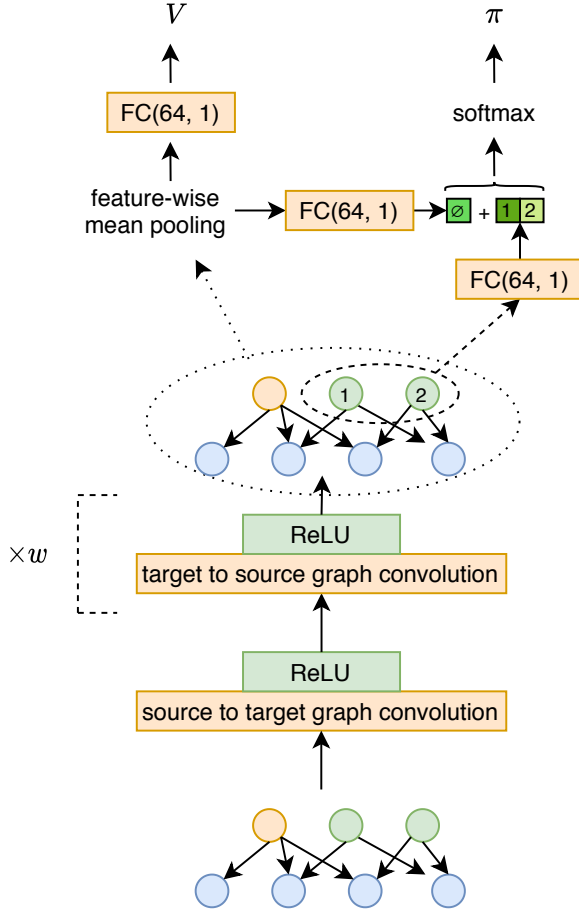 V
π
FC(64, 1)
softmax
feature-wise
mean pooling
FC(64, 1)
∅ + 1 2
FC(64, 1)
1
2
ReLU
×w
target to source graph convolution
ReLU
source to target graph convolution